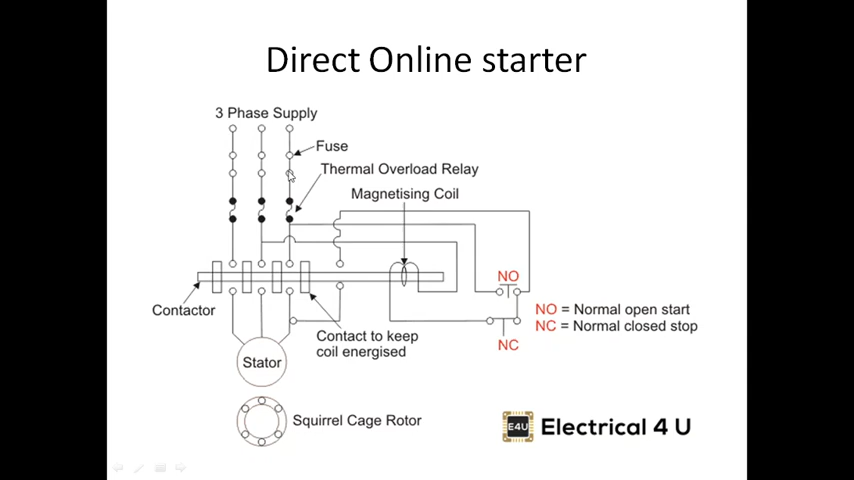 Direct Online starter
3 Phase Supply
Fuse
Thermal Overload Relay
Magnetising Coil
NO
Contactor
NO = Normal open start
NC = Normal closed stop
Contact to keep
coil energised
NC
Stator
Squirrel Cage Rotor
E4U
Electrical 4 U